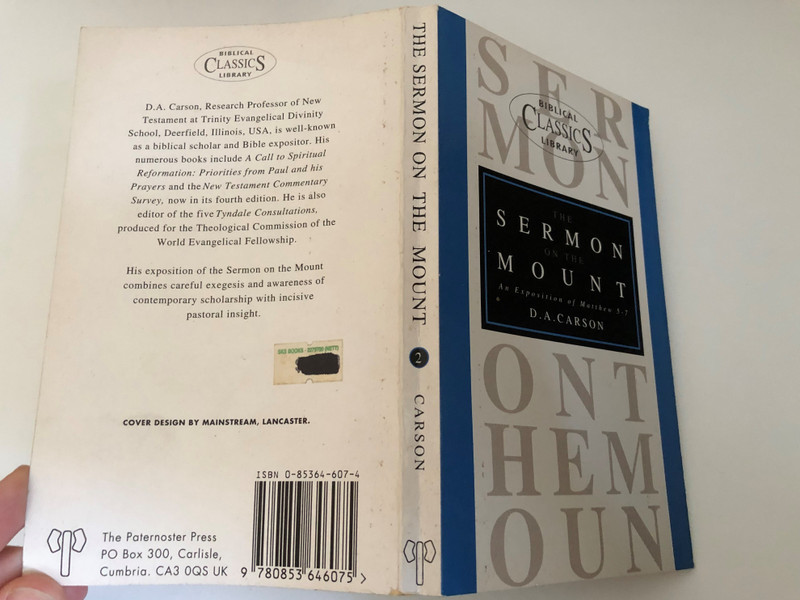 BIBLICAL
CLASSICS
LIBRARY
D.A. Carson, Research Professor of New
Testament at Trinity Evangelical Divinity
School, Deerfield, Illinois, USA, is well-known
as a biblical scholar and Bible expositor. His
numerous books include A Call to Spiritual
Reformation: Priorities from Paul and his
Prayers and the New Testament Commentary
Survey, now in its fourth edition. He is also
editor of the five Tyndale Consultations,
produced for the Theological Commission of the
World Evangelical Fellowship.
His exposition of the Sermon on the Mount
combines careful exegesis and awareness of
contemporary scholarship with incisive
pastoral insight.
COVER DESIGN BY MAINSTREAM, LANCASTER.
ISBN 0-85364-607-4
The Paternoster Press
PO Box 300, Carlisle,
Cumbria. CA3 0QS UK
9 780853 646075 >
THE SERMON ON THE MOUNT
2
CARSON
SER
MON
BIBLICAL
CLASSICS
LIBRARY
THE
SERMON
ON THE
MOUNT
An Exposition of Matthew 5-7
D.A.CARSON
ONT
HEM
OUN